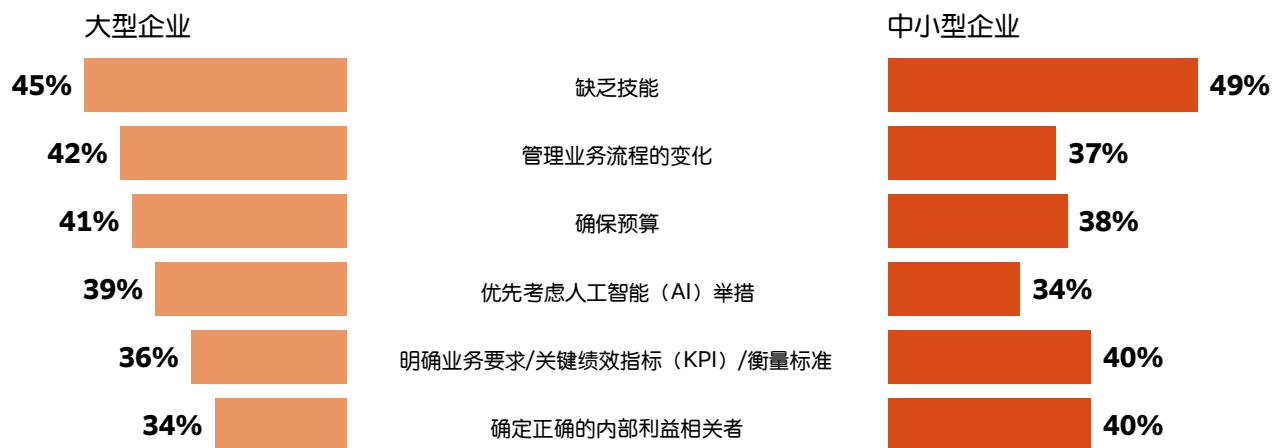 大型企业 中小型企业
45% 缺乏技能 49%
42% 管理业务流程的变化 37%
41% 确保预算 38%
39% 优先考虑人工智能（AI）举措 34%
36% 明确业务要求/关键绩效指标（KPI）/衡量标准 40%
34% 确定正确的内部利益相关者 40%